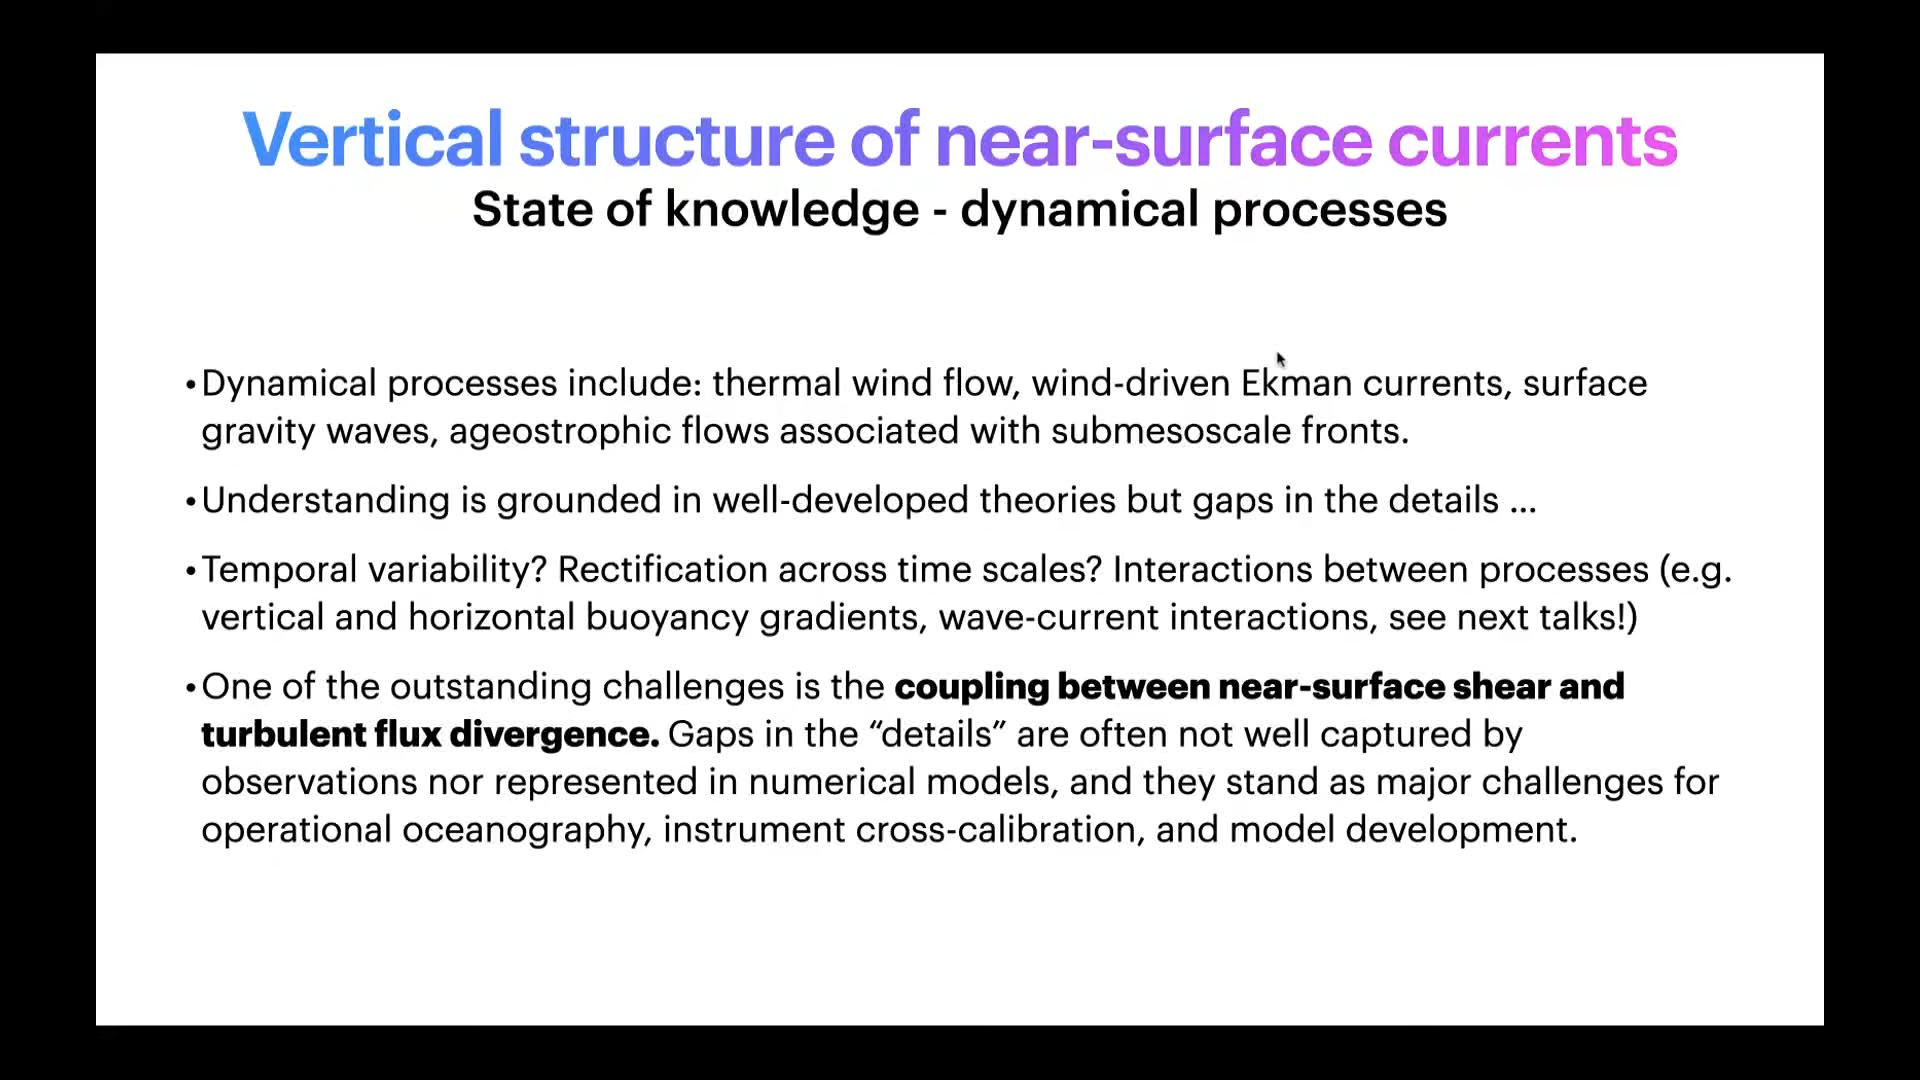 Vertical structure of near-surface currents
State of knowledge - dynamical processes
•Dynamical processes include: thermal wind flow, wind-driven Ekman currents, surface
gravity waves, ageostrophic flows associated with submesoscale fronts.
•Understanding is grounded in well-developed theories but gaps in the details ...
•Temporal variability? Rectification across time scales? Interactions between processes (e.g.
vertical and horizontal buoyancy gradients, wave-current interactions, see next talks!)
•One of the outstanding challenges is the coupling between near-surface shear and
turbulent flux divergence. Gaps in the “details” are often not well captured by
observations nor represented in numerical models, and they stand as major challenges for
operational oceanography, instrument cross-calibration, and model development.